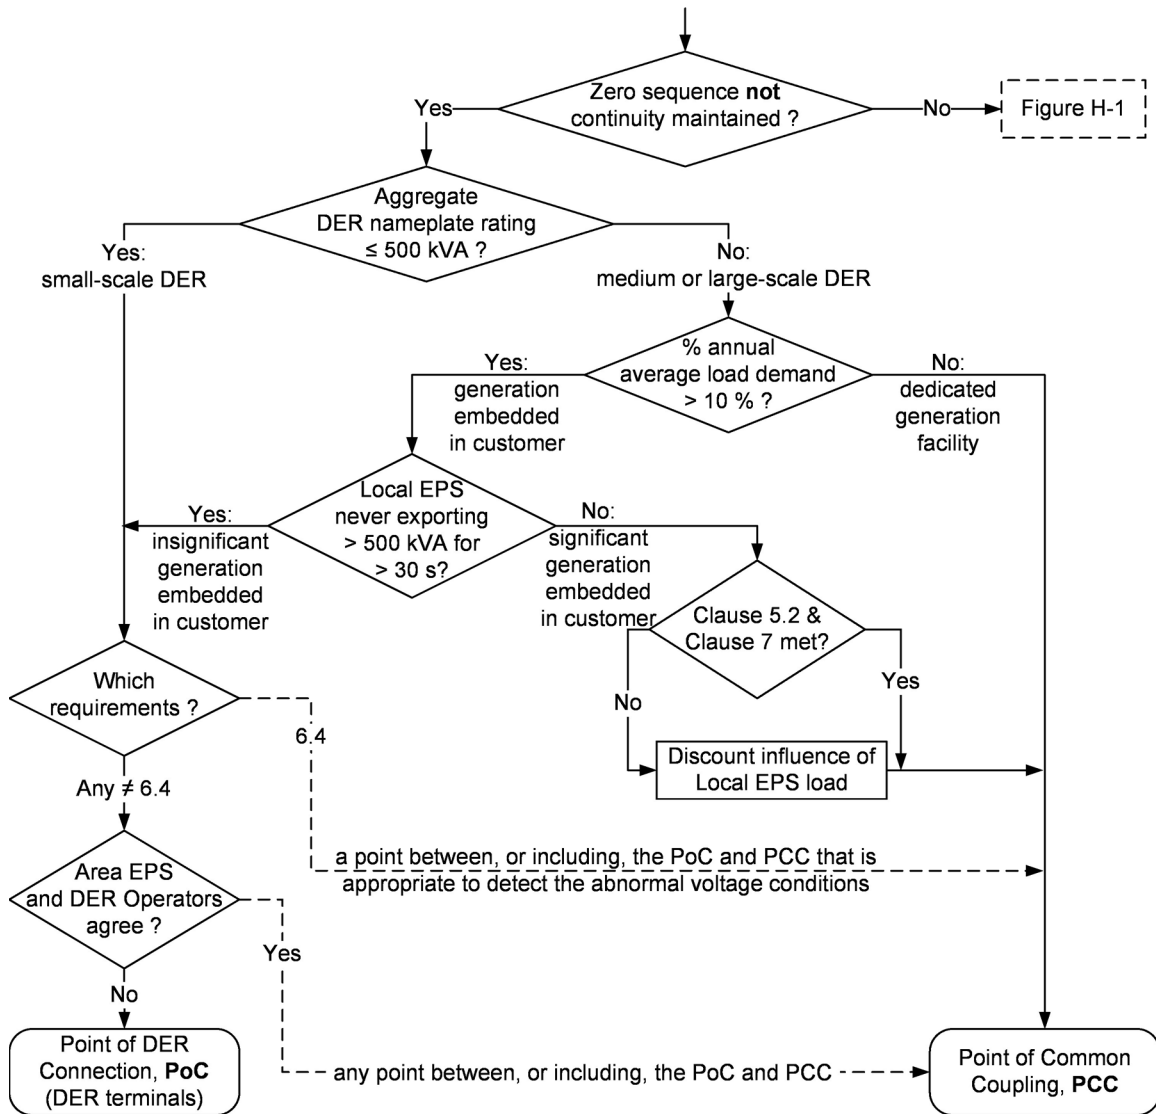 Zero sequence not
continuity maintained ?
Yes
No
Figure H-1
Aggregate
DER nameplate rating
≤ 500 kVA ?
Yes:
small-scale DER
No:
medium or large-scale DER
% annual
average load demand
> 10 % ?
Yes:
generation
embedded
in customer
No:
dedicated
generation
facility
Local EPS
never exporting
> 500 kVA for
> 30 s?
Yes:
insignificant
generation
embedded
in customer
No:
significant
generation
embedded
in customer
Clause 5.2 &
Clause 7 met?
No
Yes
Which
requirements ?
6.4
Discount influence of
Local EPS load
Any ≠ 6.4
a point between, or including, the PoC and PCC that is
appropriate to detect the abnormal voltage conditions
Area EPS
and DER Operators
agree ?
Yes
No
Point of DER
Connection, PoC
(DER terminals)
any point between, or including, the PoC and PCC
Point of Common
Coupling, PCC